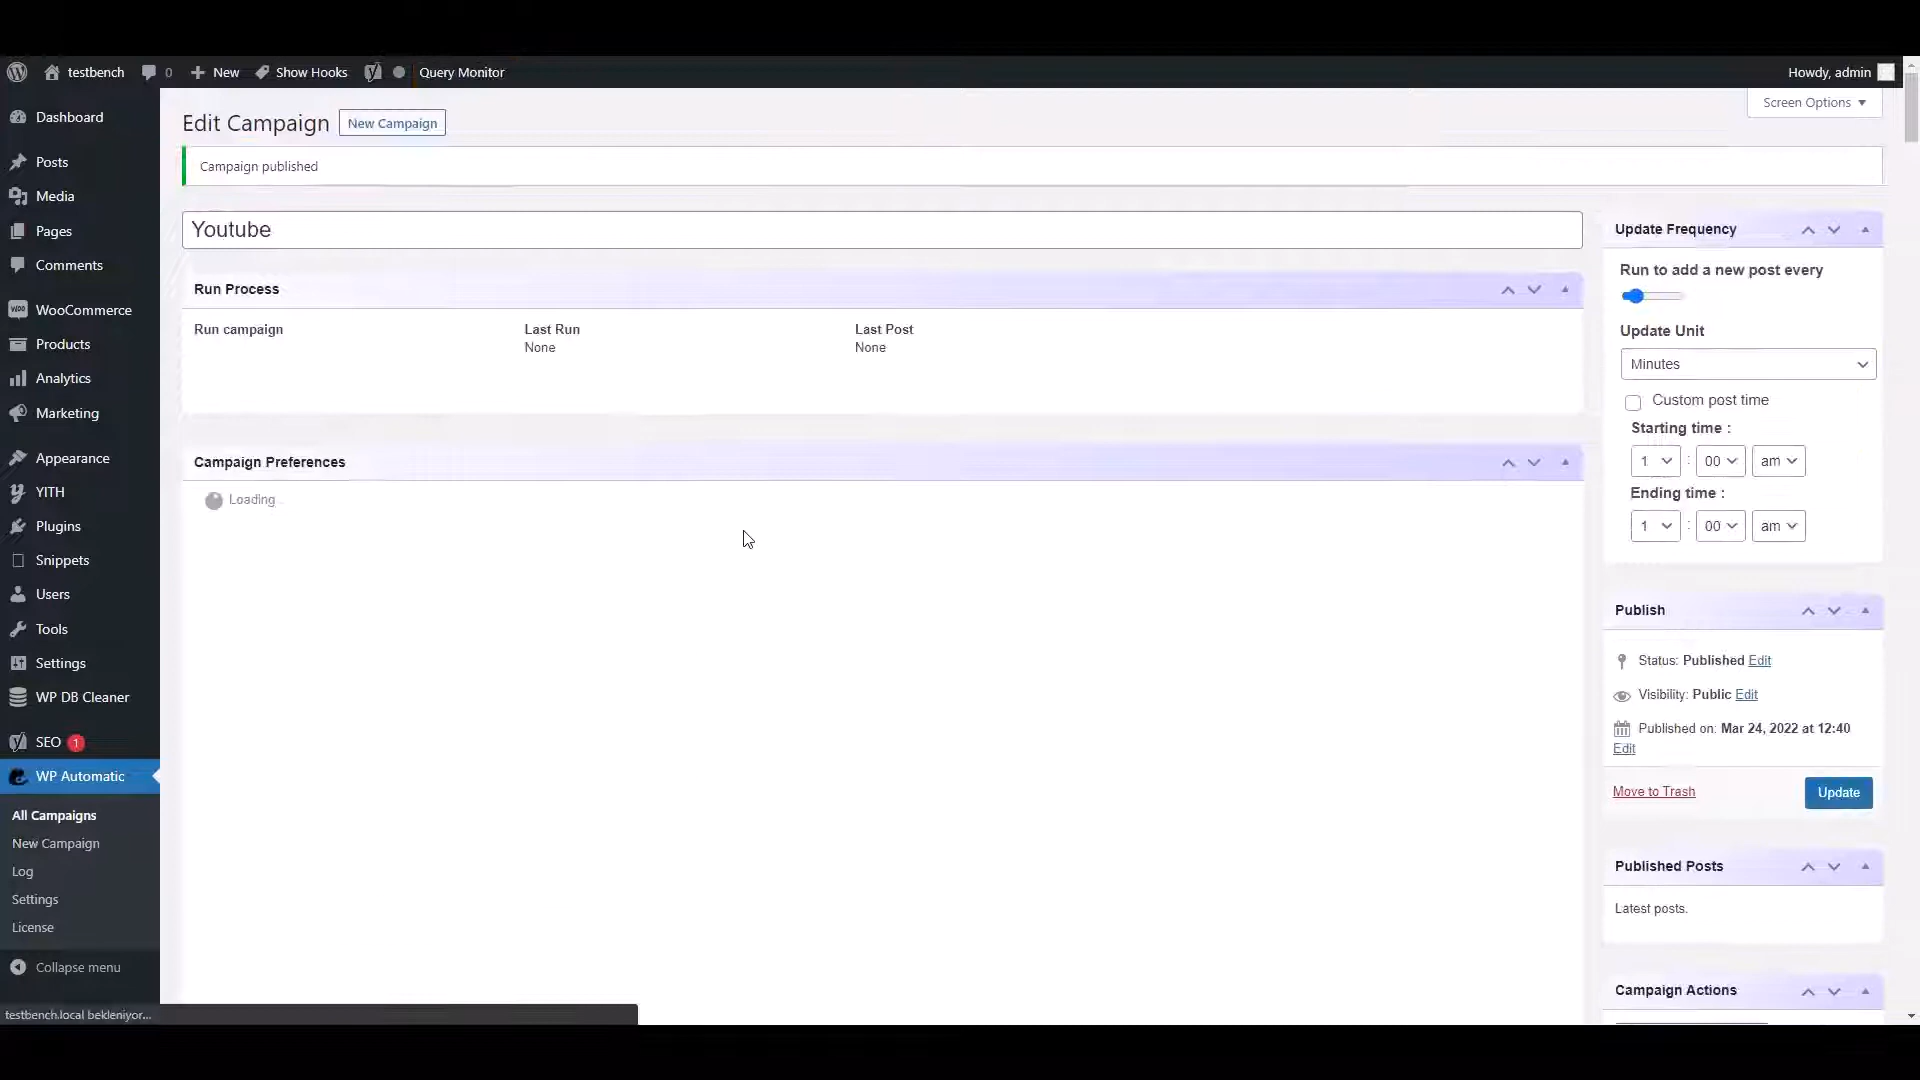 testbench 0 New Show Hooks Query Monitor Howdy, admin
Screen Options
Dashboard
Posts
Media
Pages
Comments
WooCommerce
Products
Analytics
Marketing
Appearance
YITH
Plugins
Snippets
Users
Tools
Settings
WP DB Cleaner
SEO 1
WP Automatic
All Campaigns
New Campaign
Log
Settings
License
Collapse menu
testbench.local bekleniyor...
Edit Campaign New Campaign
Campaign published
Youtube
Run Process
Run campaign Last Run Last Post
None None
Campaign Preferences
Loading..
Update Frequency
Run to add a new post every
Update Unit
Minutes
Custom post time
Starting time :
1 : 00 am
Ending time :
1 : 00 am
Publish
Status: Published Edit
Visibility: Public Edit
Published on: Mar 24, 2022 at 12:40
Edit
Move to Trash Update
Published Posts
Latest posts.
Campaign Actions